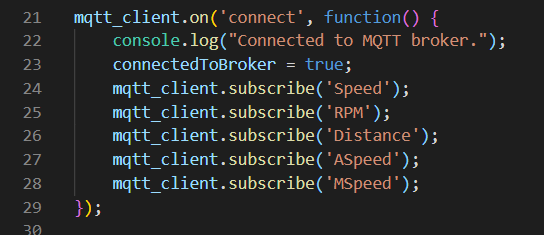 21 mqtt_client.on('connect', function() {
22 console.log("Connected to MQTT broker.");
23 connectedToBroker = true;
24 mqtt_client.subscribe('Speed');
25 mqtt_client.subscribe('RPM');
26 mqtt_client.subscribe('Distance');
27 mqtt_client.subscribe('ASpeed');
28 mqtt_client.subscribe('MSpeed');
29 });
30